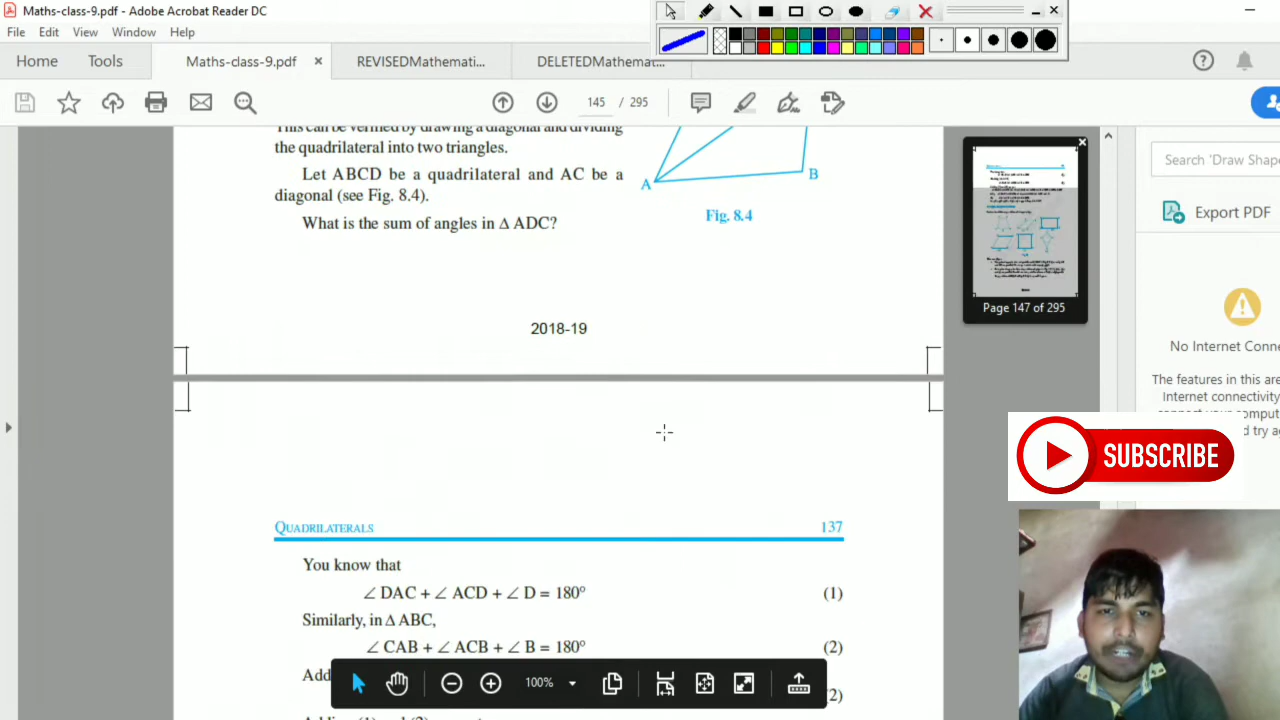 Maths-class-9.pdf - Adobe Acrobat Reader DC
File Edit View Window Help
Home Tools Maths-class-9.pdf × REVISEDMathemati... DELETEDMathemat...
145 / 295
This can be verified by drawing a diagonal and dividing
the quadrilateral into two triangles.
Let ABCD be a quadrilateral and AC be a
diagonal (see Fig. 8.4).
What is the sum of angles in Δ ADC?
A
B
Fig. 8.4
2018-19
QUADRILATERALS 137
You know that
∠ DAC + ∠ ACD + ∠ D = 180° (1)
Similarly, in Δ ABC,
∠ CAB + ∠ ACB + ∠ B = 180° (2)
100%
Page 147 of 295
Search 'Draw Shape
Export PDF
No Internet Conne
The features in this are
Internet connectivity
SUBSCRIBE